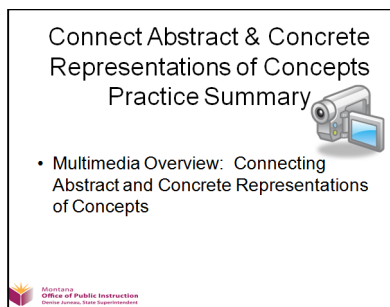 Connect Abstract & Concrete
Representations of Concepts
Practice Summary
• Multimedia Overview: Connecting
Abstract and Concrete Representations
of Concepts
Montana
Office of Public Instruction
Denise Juneau, State Superintendent